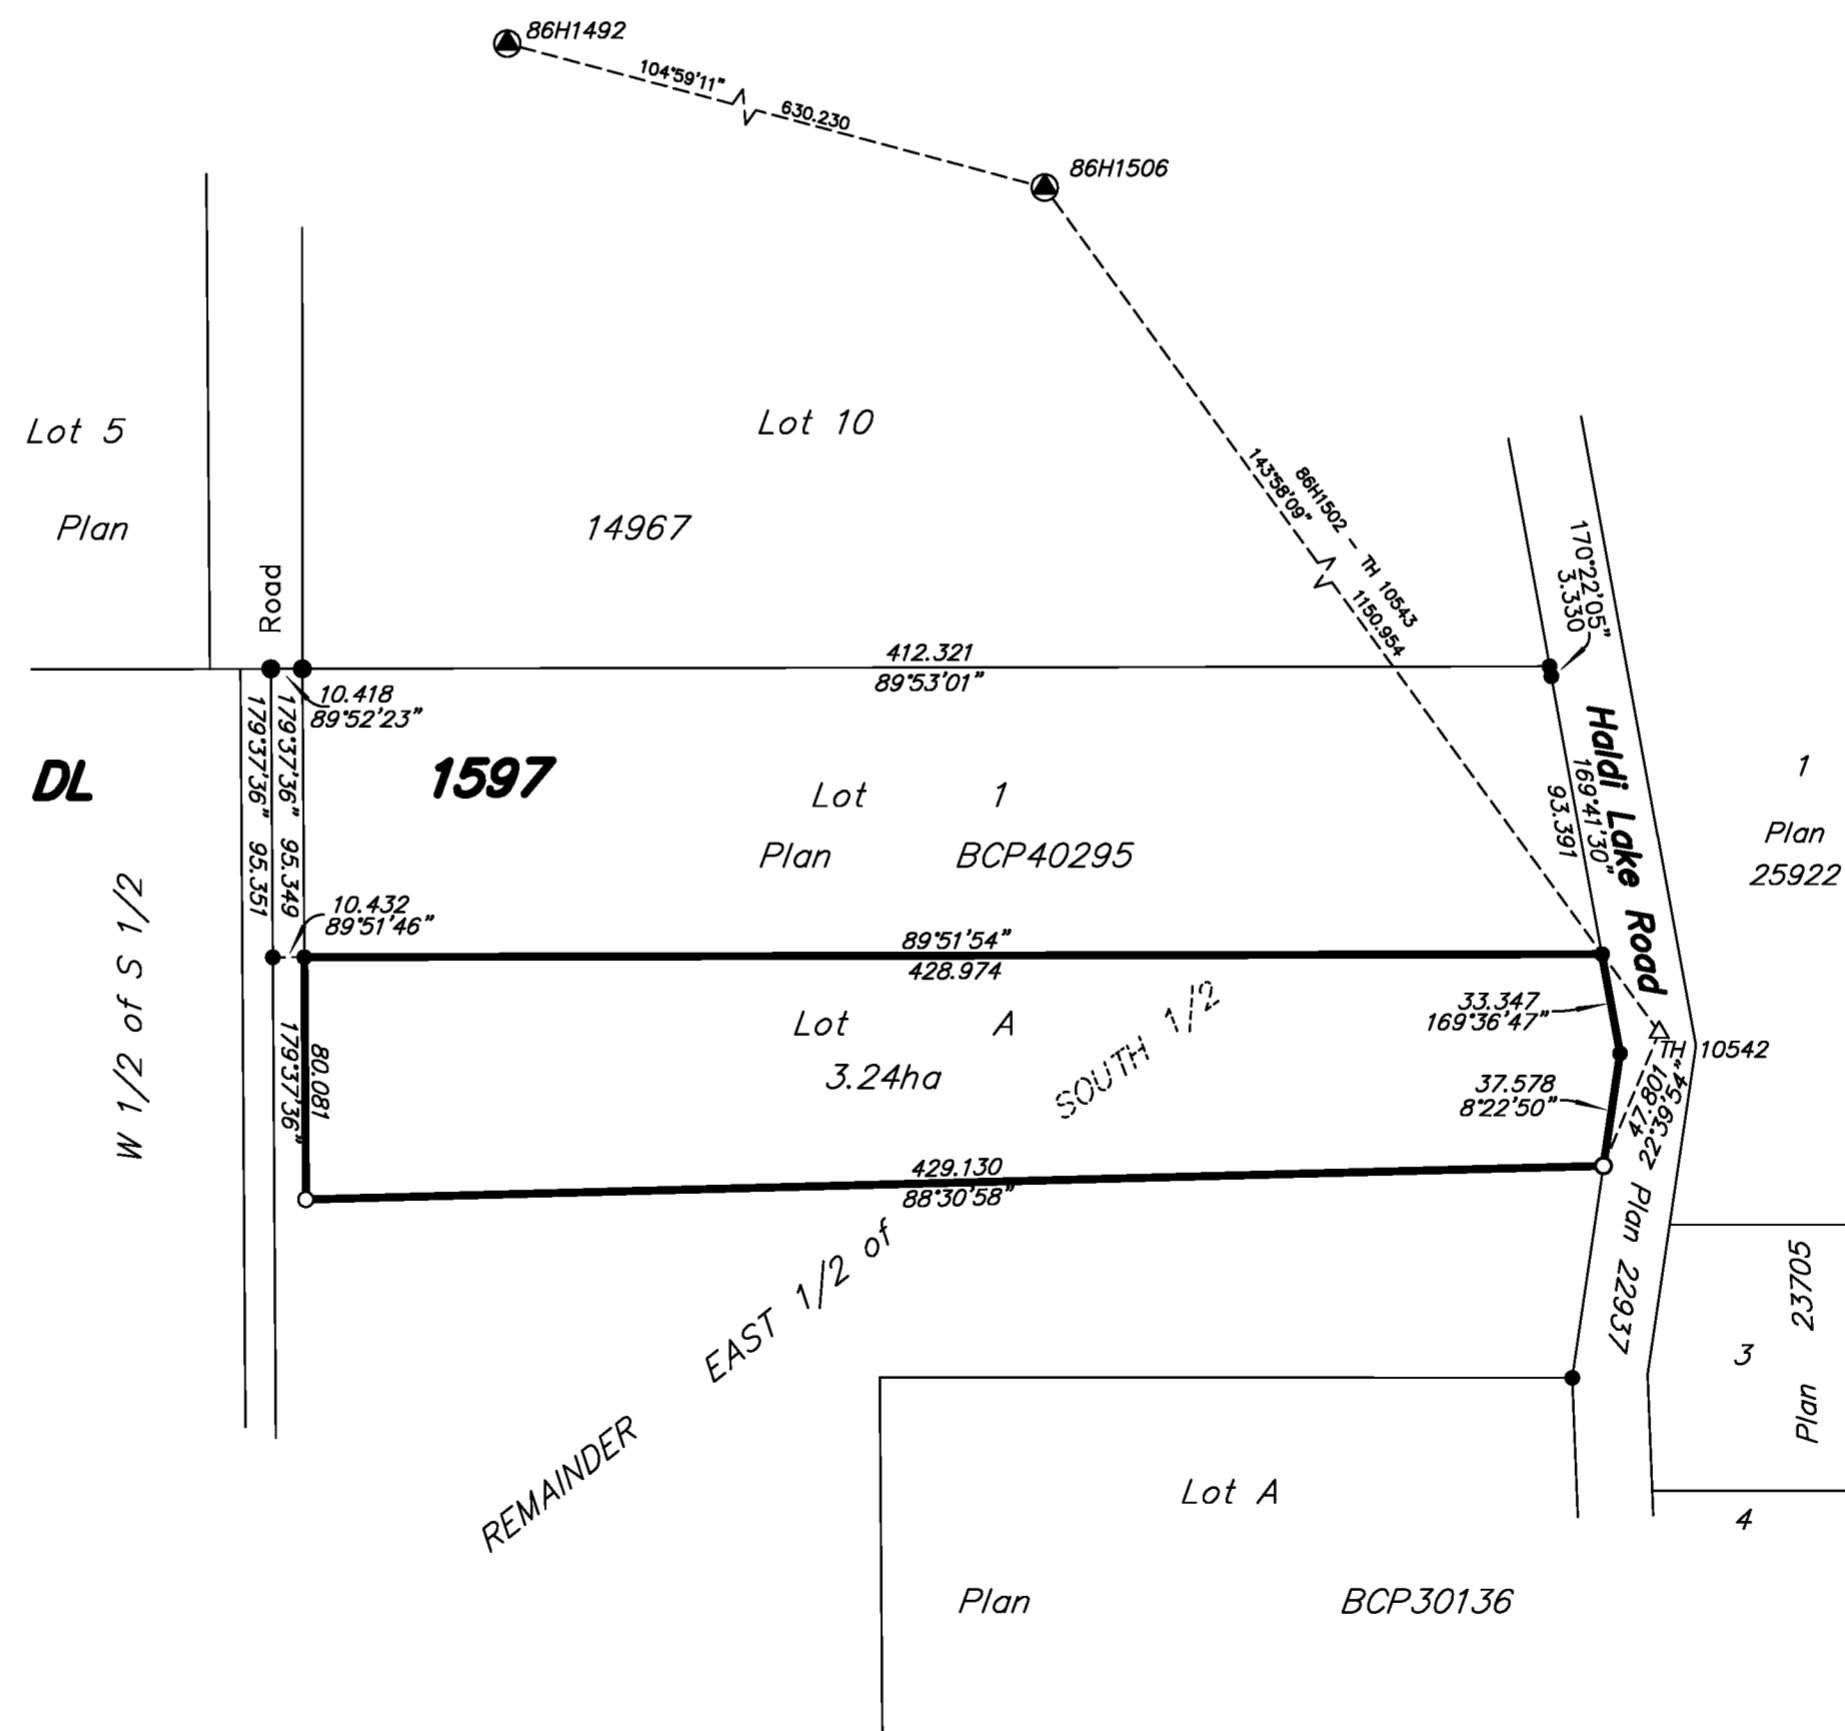 86H1492
104°59'11"
630.230
86H1506
Lot 5
Plan
Lot 10
14967
Road
86H1502 - TH 10543
143°58'09"
1150.954
170°22'05"
3.330
412.321
89°53'01"
10.418
89°52'23"
179°37'36" 95.351
179°37'36" 95.349
DL
1597
Lot 1
Plan BCP40295
Haldi Lake Road
169°41'30"
93.391
1
Plan
25922
W 1/2 of S 1/2
10.432
89°51'46"
89°51'54"
428.974
Lot A
3.24ha
SOUTH 1/2
33.347
169°36'47"
TH 10542
37.578
8°22'50"
47.801
22°39'54"
80.081
179°37'36"
429.130
88°30'58"
Plan 22937
REMAINDER EAST 1/2 of
3
Plan 23705
4
Lot A
Plan BCP30136